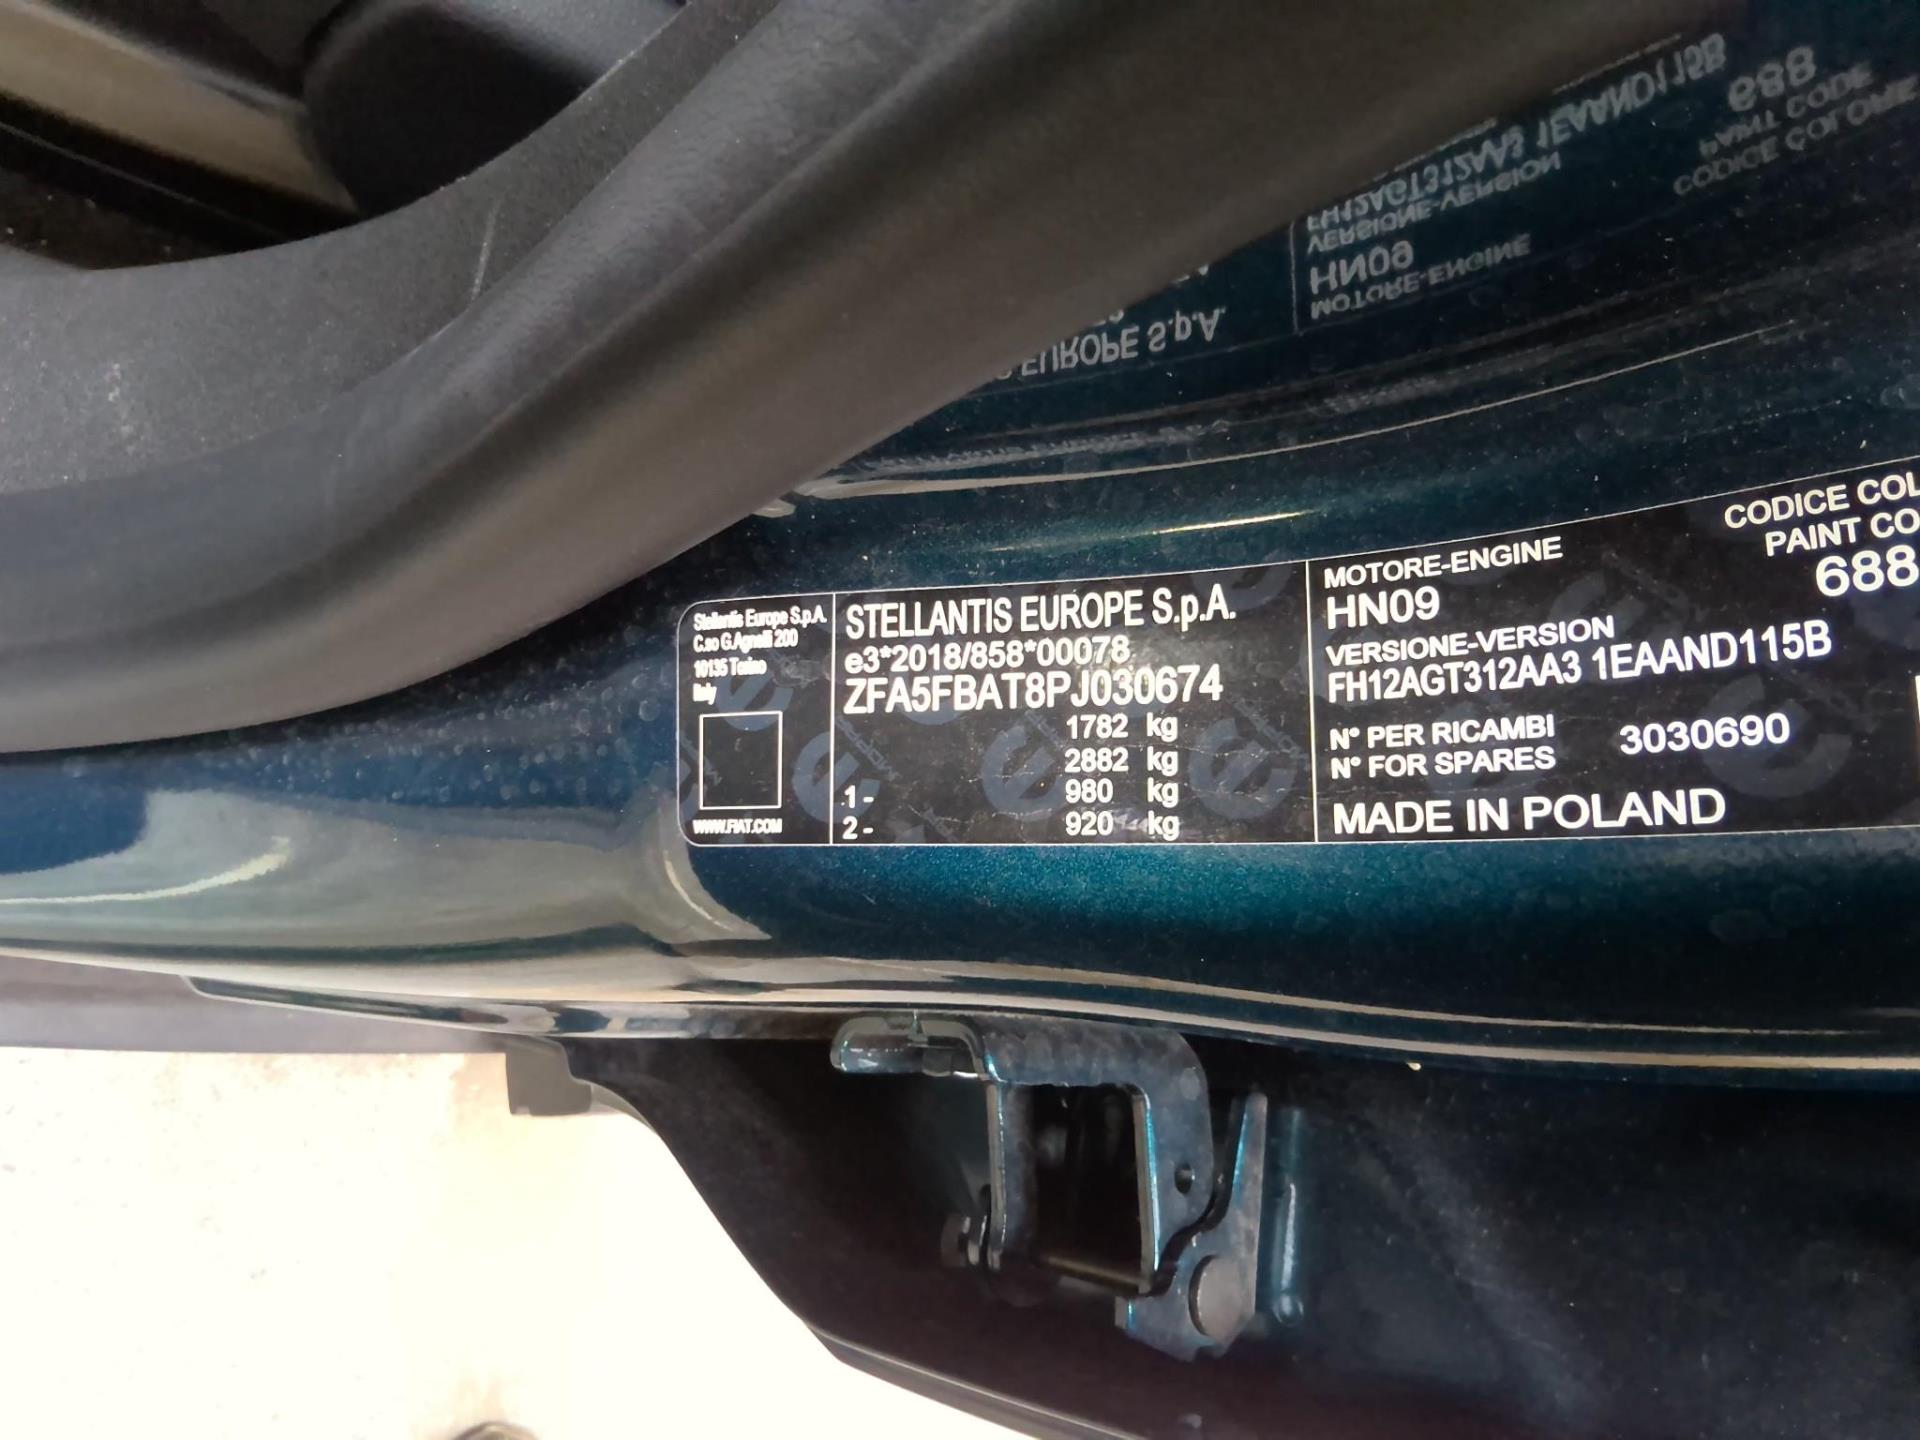 Stellantis Europe S.p.A.
C.so G.Agnelli 200
10135 Torino
Italy
WWW.FIAT.COM
STELLANTIS EUROPE S.p.A.
e3*2018/858*00078
ZFA5FBAT8PJ030674
1782 kg
2882 kg
1- 980 kg
2- 920 kg
MOTORE-ENGINE
HN09
VERSIONE-VERSION
FH12AGT312AA3 1EAAND115B
N° PER RICAMBI
N° FOR SPARES 3030690
MADE IN POLAND
CODICE COL
PAINT CO
688